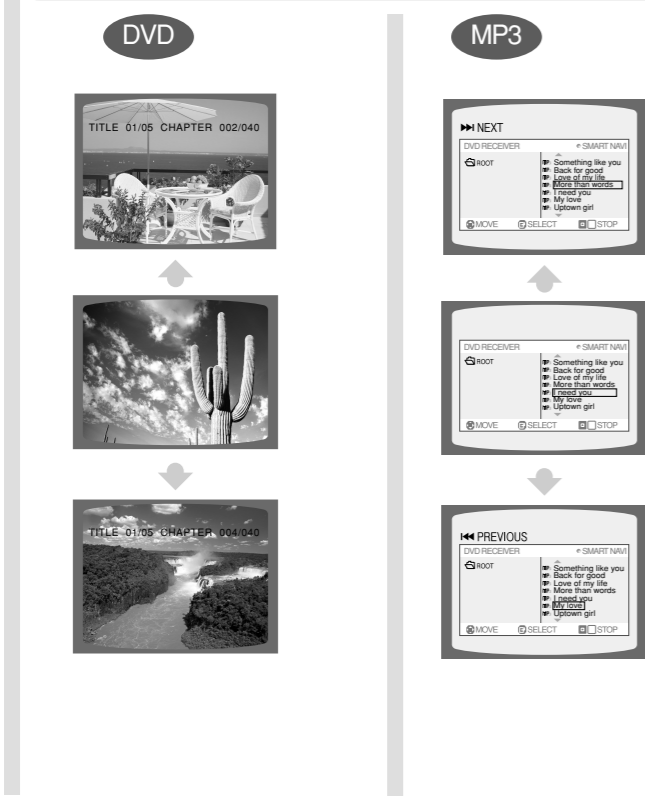 DVD
TITLE 01/05 CHAPTER 002/040
TITLE 01/05 CHAPTER 004/040
MP3
NEXT
DVD RECEIVER SMART NAVI
ROOT
Something like you
Back for good
Love of my life
More than words
I need you
My love
Uptown girl
MOVE SELECT STOP
DVD RECEIVER SMART NAVI
ROOT
Something like you
Back for good
Love of my life
More than words
I need you
My love
Uptown girl
MOVE SELECT STOP
PREVIOUS
DVD RECEIVER SMART NAVI
ROOT
Something like you
Back for good
Love of my life
More than words
I need you
My love
Uptown girl
MOVE SELECT STOP